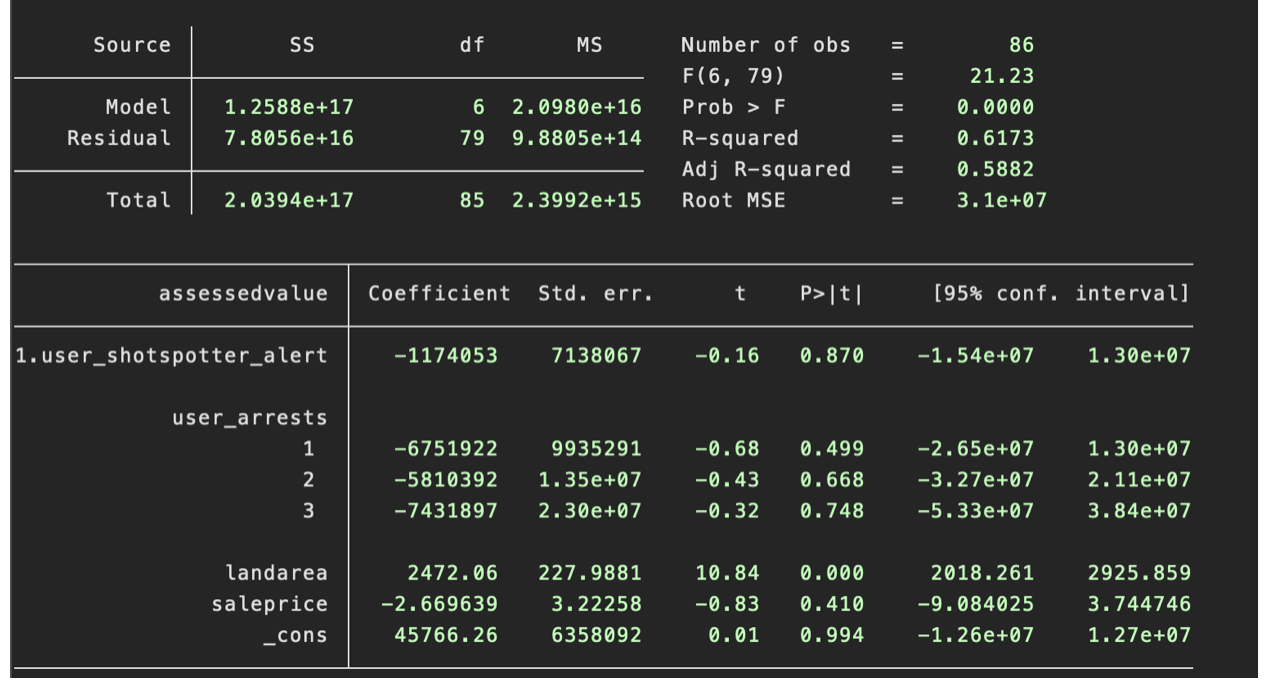 Source SS df MS Number of obs = 86
F(6, 79) = 21.23
Model 1.2588e+17 6 2.0980e+16 Prob > F = 0.0000
Residual 7.8056e+16 79 9.8805e+14 R-squared = 0.6173
Adj R-squared = 0.5882
Total 2.0394e+17 85 2.3992e+15 Root MSE = 3.1e+07
assessedvalue Coefficient Std. err. t P>|t| [95% conf. interval]
1.user_shotspotter_alert -1174053 7138067 -0.16 0.870 -1.54e+07 1.30e+07
user_arrests
1 -6751922 9935291 -0.68 0.499 -2.65e+07 1.30e+07
2 -5810392 1.35e+07 -0.43 0.668 -3.27e+07 2.11e+07
3 -7431897 2.30e+07 -0.32 0.748 -5.33e+07 3.84e+07
landarea 2472.06 227.9881 10.84 0.000 2018.261 2925.859
saleprice -2.669639 3.22258 -0.83 0.410 -9.084025 3.744746
_cons 45766.26 6358092 0.01 0.994 -1.26e+07 1.27e+07